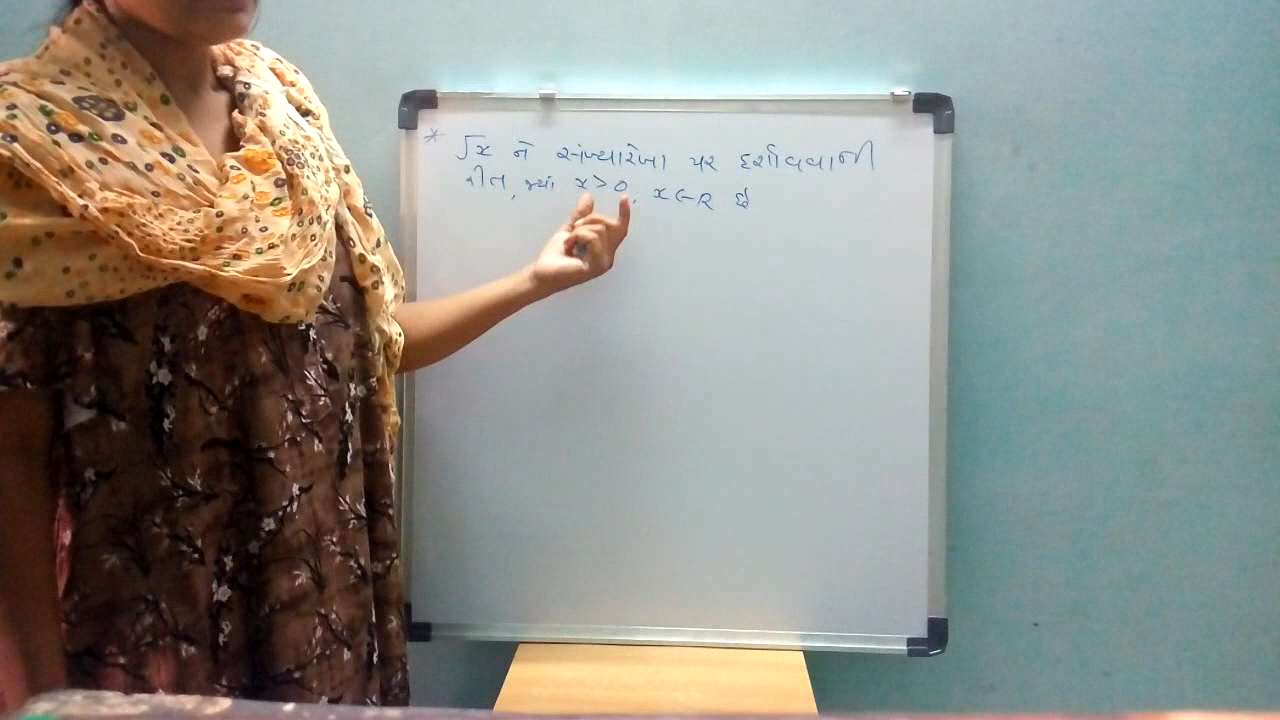 * √x ને સંખ્યારેખા પર દર્શાવવાની
રીત, જ્યાં x > 0, x ∈ R છે